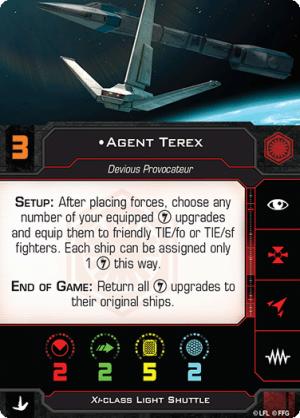 •Agent Terex
3
Devious Provocateur
Setup: After placing forces, choose any
number of your equipped upgrades
and equip them to friendly TIE/fo or TIE/sf
fighters. Each ship can be assigned only
1 this way.
End of Game: Return all upgrades to
their original ships.
2 2 5 2
Xi-class Light Shuttle
© LFL © FFG